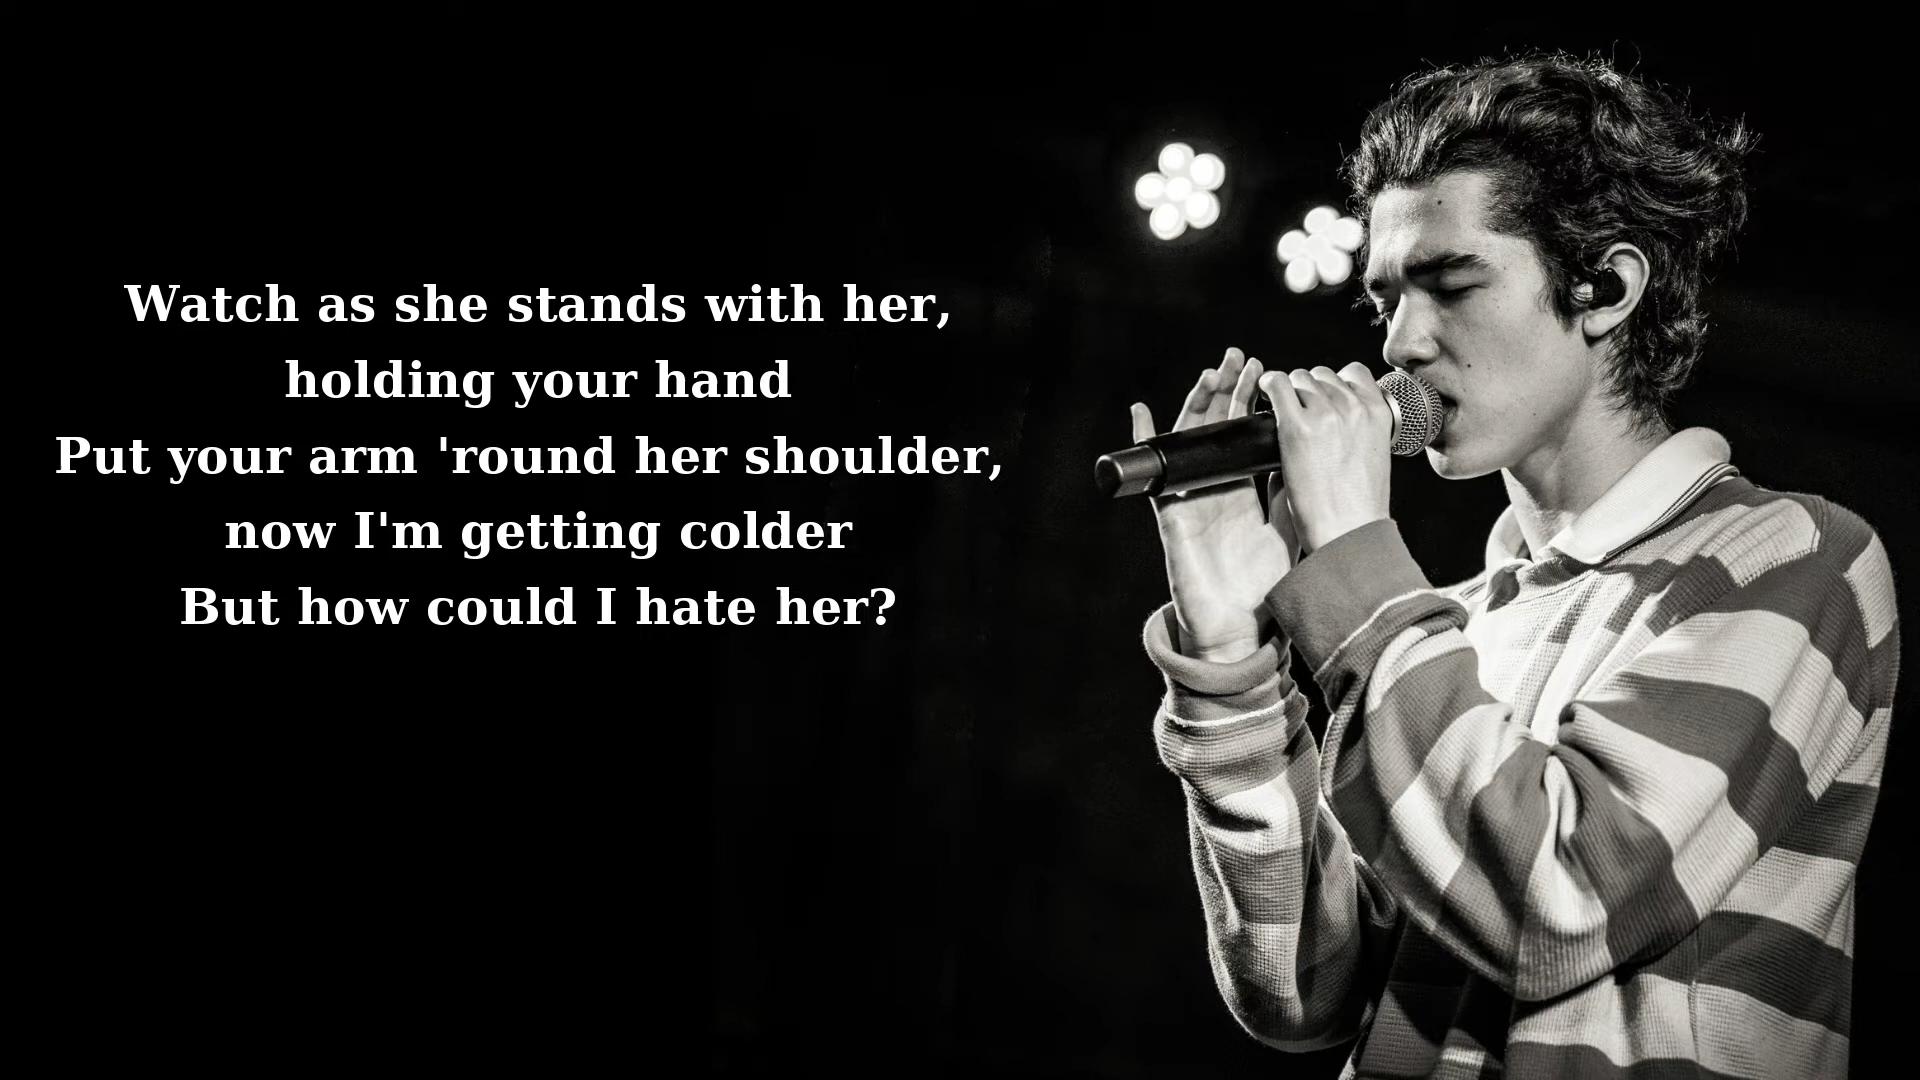 Watch as she stands with her,
holding your hand
Put your arm 'round her shoulder,
now I'm getting colder
But how could I hate her?